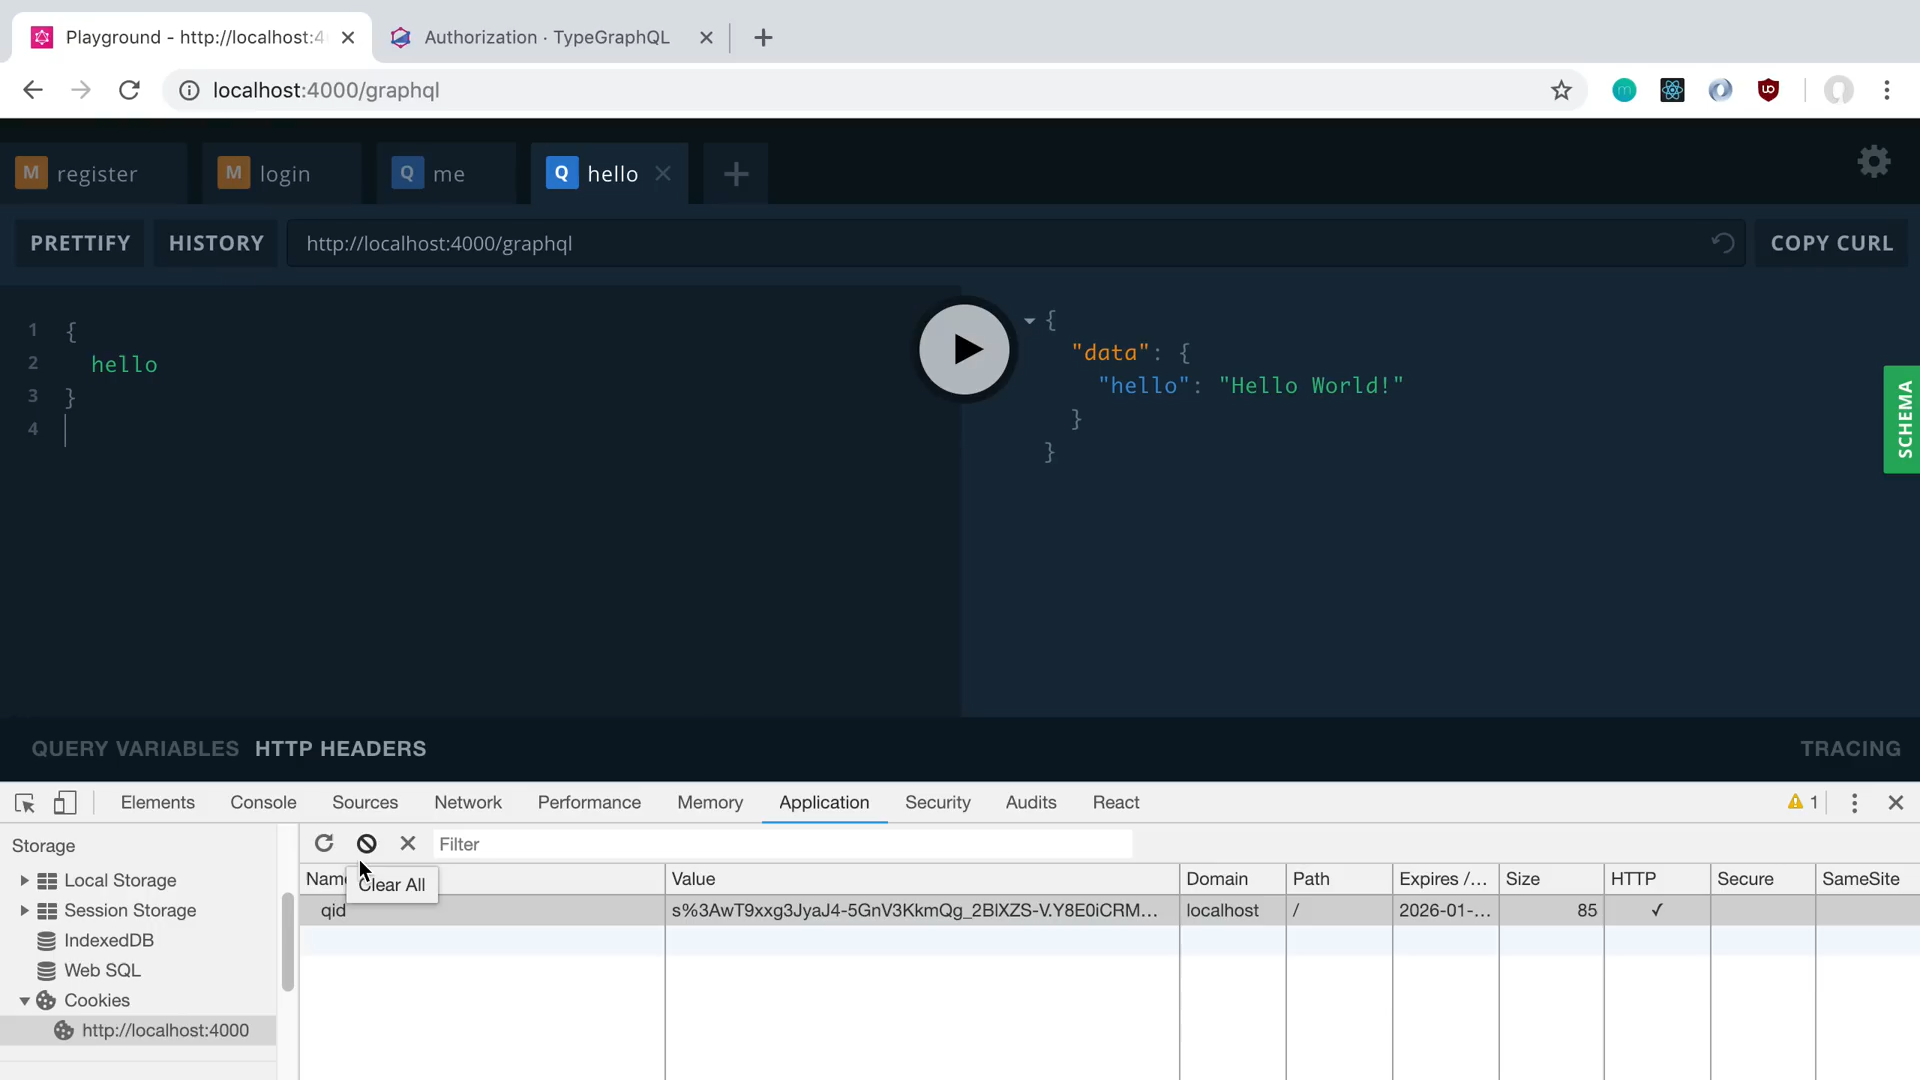 Playground - http://localhost:4
Authorization · TypeGraphQL
localhost:4000/graphql
M register
M login
Q me
Q hello
PRETTIFY HISTORY http://localhost:4000/graphql COPY CURL
1 {
2 hello
3 }
4
{
"data": {
"hello": "Hello World!"
}
}
SCHEMA
QUERY VARIABLES HTTP HEADERS TRACING
Elements Console Sources Network Performance Memory Application Security Audits React 1
Storage
Local Storage
Session Storage
IndexedDB
Web SQL
Cookies
http://localhost:4000
Filter
Name Value Domain Path Expires /... Size HTTP Secure SameSite
Clear All
qid s%3AwT9xxg3JyaJ4-5GnV3KkmQg_2BlXZS-V.Y8E0iCRM... localhost / 2026-01-... 85 ✓